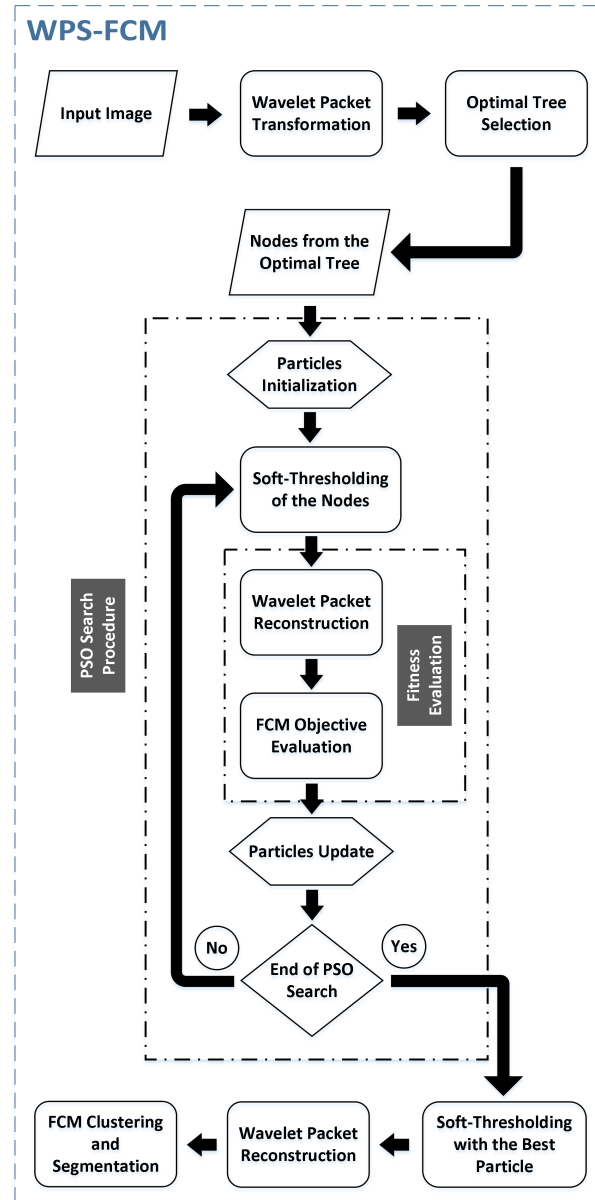 WPS-FCM
Input Image
Wavelet Packet
Transformation
Optimal Tree
Selection
Nodes from the
Optimal Tree
Particles
Initialization
Soft-Thresholding
of the Nodes
Wavelet Packet
Reconstruction
PSO Search
Procedure
Fitness
Evaluation
FCM Objective
Evaluation
Particles Update
No
Yes
End of PSO
Search
FCM Clustering
and
Segmentation
Wavelet Packet
Reconstruction
Soft-Thresholding
with the Best
Particle